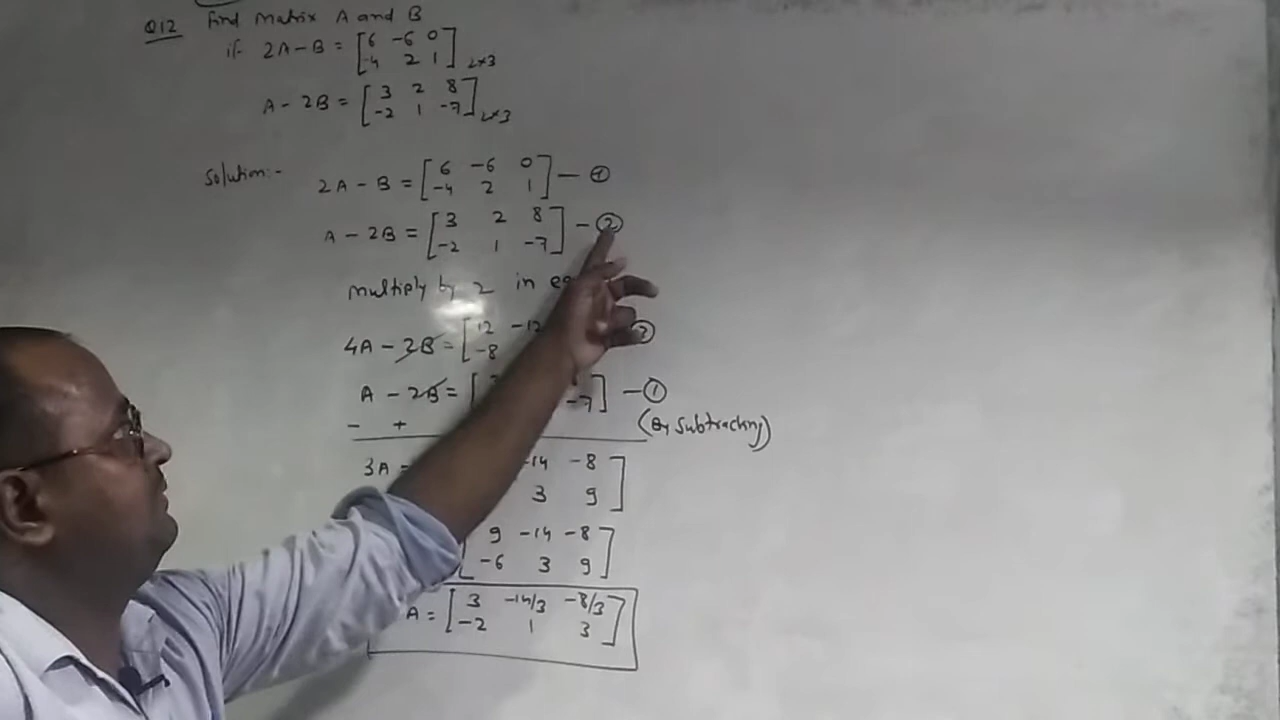 Q12 Find Matrix A and B
if 2A-B = [6 -6 0
-4 2 1] 2×3
A-2B = [3 2 8
-2 1 -7] 2×3
Solution:-
2A-B = [6 -6 0
-4 2 1] — ①
A-2B = [3 2 8
-2 1 -7] — ②
multiply by 2 in
4A-2B = [12 -12
-8
A-2B = [
-7] — ①
- +
(By Subtracting)
3A = -14 -8
3 9]
9 -14 -8
-6 3 9]
A = [3 -14/3 -8/3
-2 1 3]